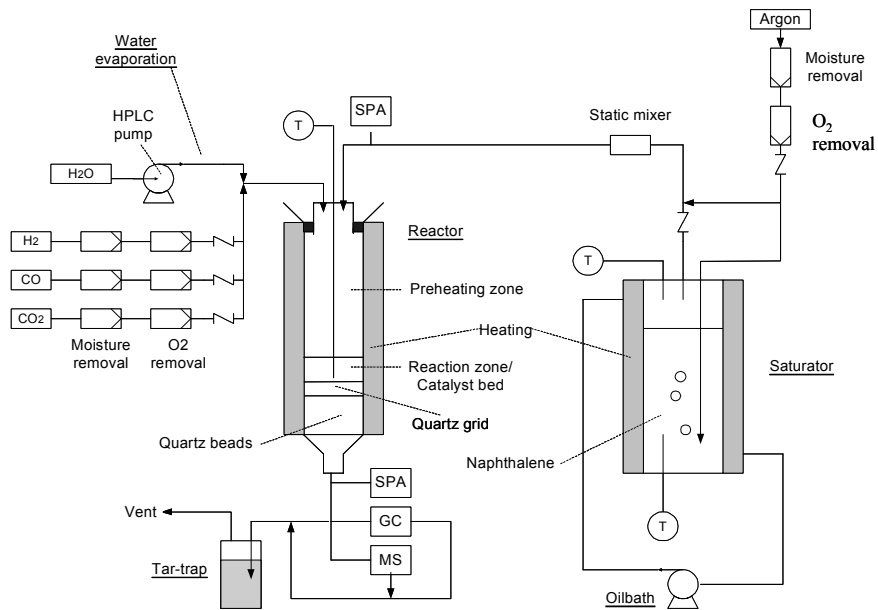 Argon
Water
evaporation
Moisture
removal
SPA
Static mixer
HPLC
pump
T
O2
removal
H2O
Reactor
H2
T
CO
Preheating zone
CO2
Heating
Moisture
removal
O2
removal
Reaction zone/
Catalyst bed
Saturator
Quartz grid
Quartz beads
Naphthalene
SPA
Vent
GC
T
MS
Tar-trap
Oilbath